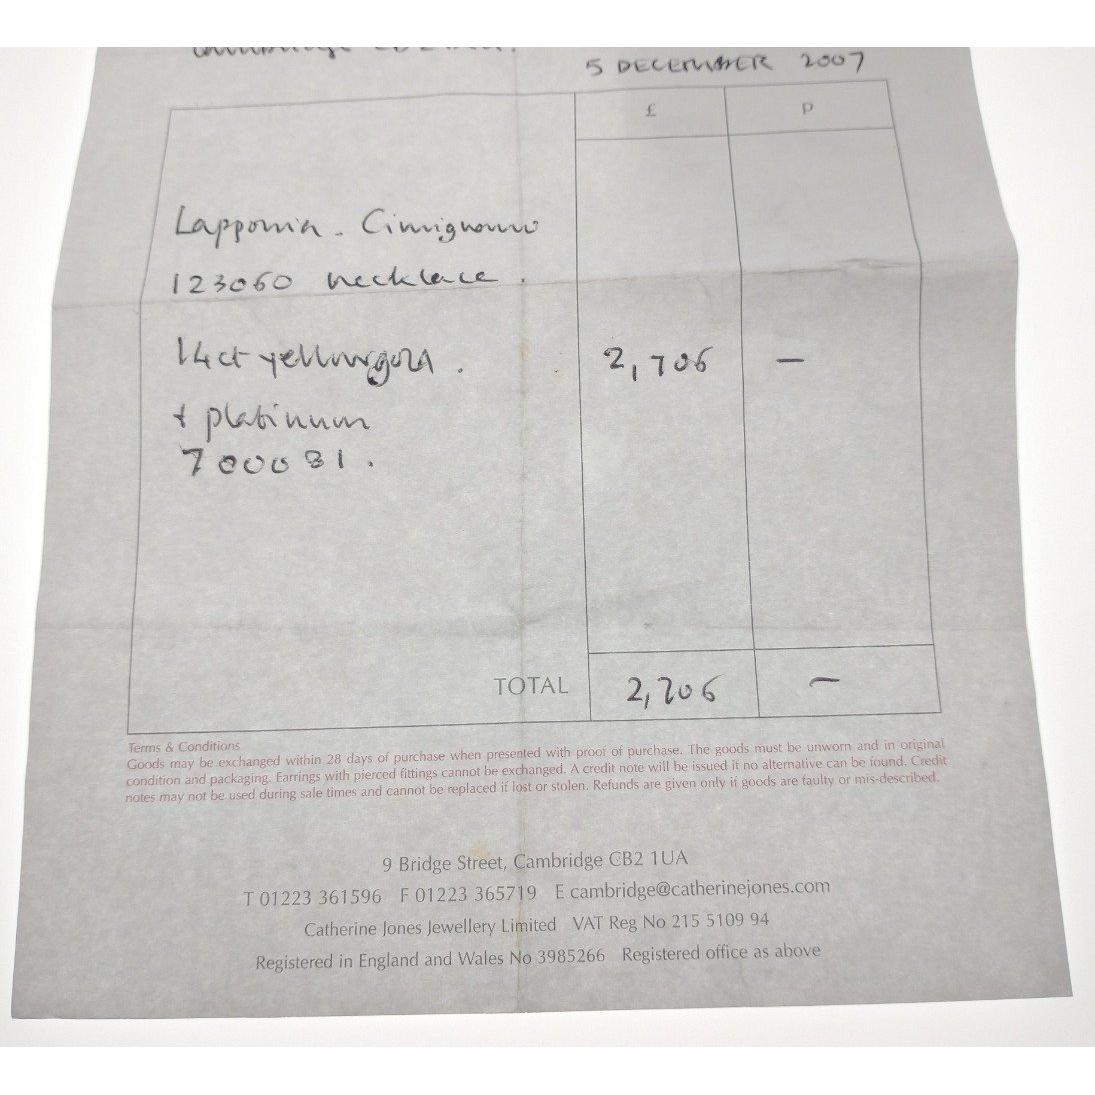 5 DECEMBER 2007
£ P
Lapponia - Cimignano
123060 necklace.
14ct yellowgold. 2,706 —
+ platinum
700031.
TOTAL 2,706 —
Terms & Conditions
Goods may be exchanged within 28 days of purchase when presented with proof of purchase. The goods must be unworn and in original
condition and packaging. Earrings with pierced fittings cannot be exchanged. A credit note will be issued if no alternative can be found. Credit
notes may not be used during sale times and cannot be replaced if lost or stolen. Refunds are given only if goods are faulty or mis-described.
9 Bridge Street, Cambridge CB2 1UA
T 01223 361596 F 01223 365719 E cambridge@catherinejones.com
Catherine Jones Jewellery Limited VAT Reg No 215 5109 94
Registered in England and Wales No 3985266 Registered office as above